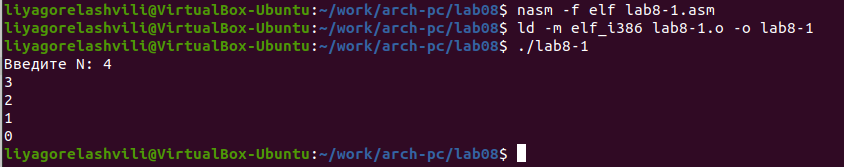 liyagorelashvili@VirtualBox-Ubuntu:~/work/arch-pc/lab08$ nasm -f elf lab8-1.asm
liyagorelashvili@VirtualBox-Ubuntu:~/work/arch-pc/lab08$ ld -m elf_i386 lab8-1.o -o lab8-1
liyagorelashvili@VirtualBox-Ubuntu:~/work/arch-pc/lab08$ ./lab8-1
Введите N: 4
3
2
1
0
liyagorelashvili@VirtualBox-Ubuntu:~/work/arch-pc/lab08$